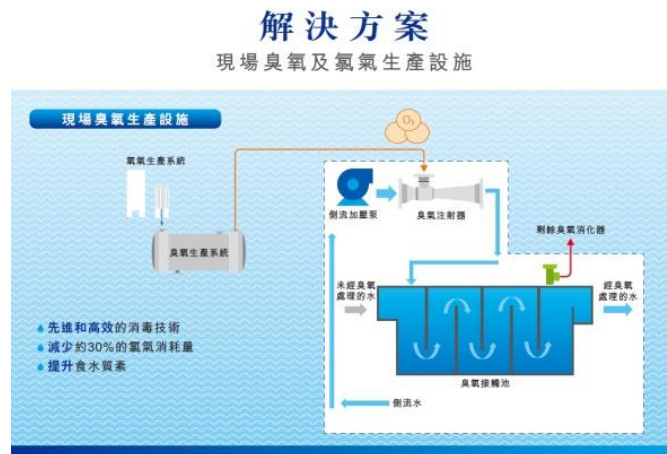 解決方案
現場臭氧及氯氣生產設施
現場臭氧生產設施
O₃
氧氣生產系統
臭氧生產系統
側流加壓泵
臭氧注射器
剩餘臭氧消化器
未經臭氧
處理的水
經臭氧
處理的水
臭氧接觸池
側流水
先進和高效的消毒技術
減少約30%的氯氣消耗量
提升食水質素